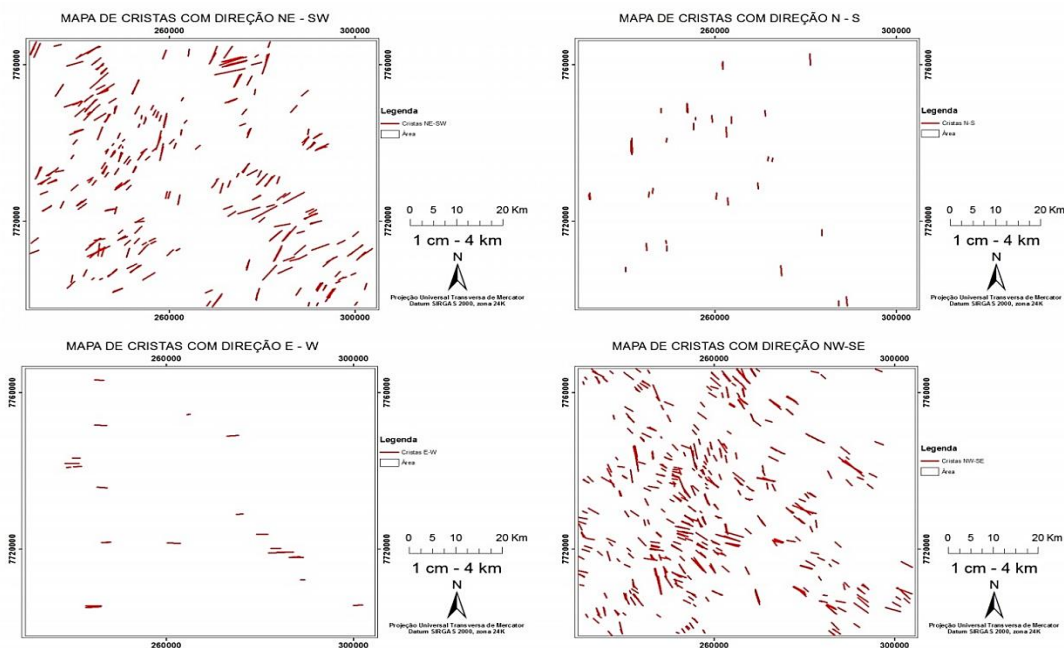 MAPA DE CRISTAS COM DIREÇÃO NE - SW
260000
300000
7760000
7720000
Legenda
Cristas NE-SW
Área
0 5 10 20 Km
1 cm - 4 km
N
Projeção Universal Transversa de Mercator
Datum SIRGAS 2000, zona 24K
260000
300000
MAPA DE CRISTAS COM DIREÇÃO N - S
260000
300000
7760000
7720000
Legenda
Cristas N-S
Área
0 5 10 20 Km
1 cm - 4 km
N
Projeção Universal Transversa de Mercator
Datum SIRGAS 2000, zona 24K
260000
300000
MAPA DE CRISTAS COM DIREÇÃO E - W
260000
300000
7760000
7720000
Legenda
Cristas E-W
Área
0 5 10 20 Km
1 cm - 4 km
N
Projeção Universal Transversa de Mercator
Datum SIRGAS 2000, zona 24K
260000
300000
MAPA DE CRISTAS COM DIREÇÃO NW-SE
260000
300000
7760000
7720000
Legenda
Cristas NW-SE
Área
0 5 10 20 Km
1 cm - 4 km
N
Projeção Universal Transversa de Mercator
Datum SIRGAS 2000, zona 24K
260000
300000